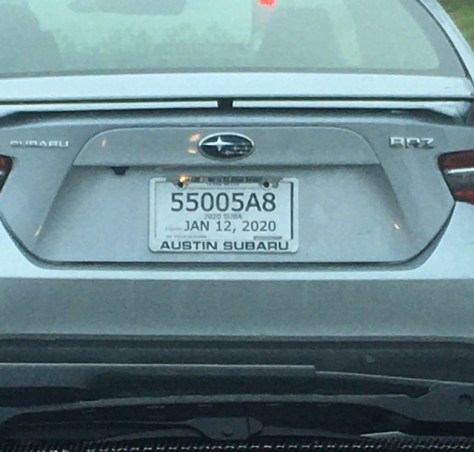 SUBARU
BRZ
55005A8
2020 SUBA
JAN 12, 2020
AUSTIN SUBARU